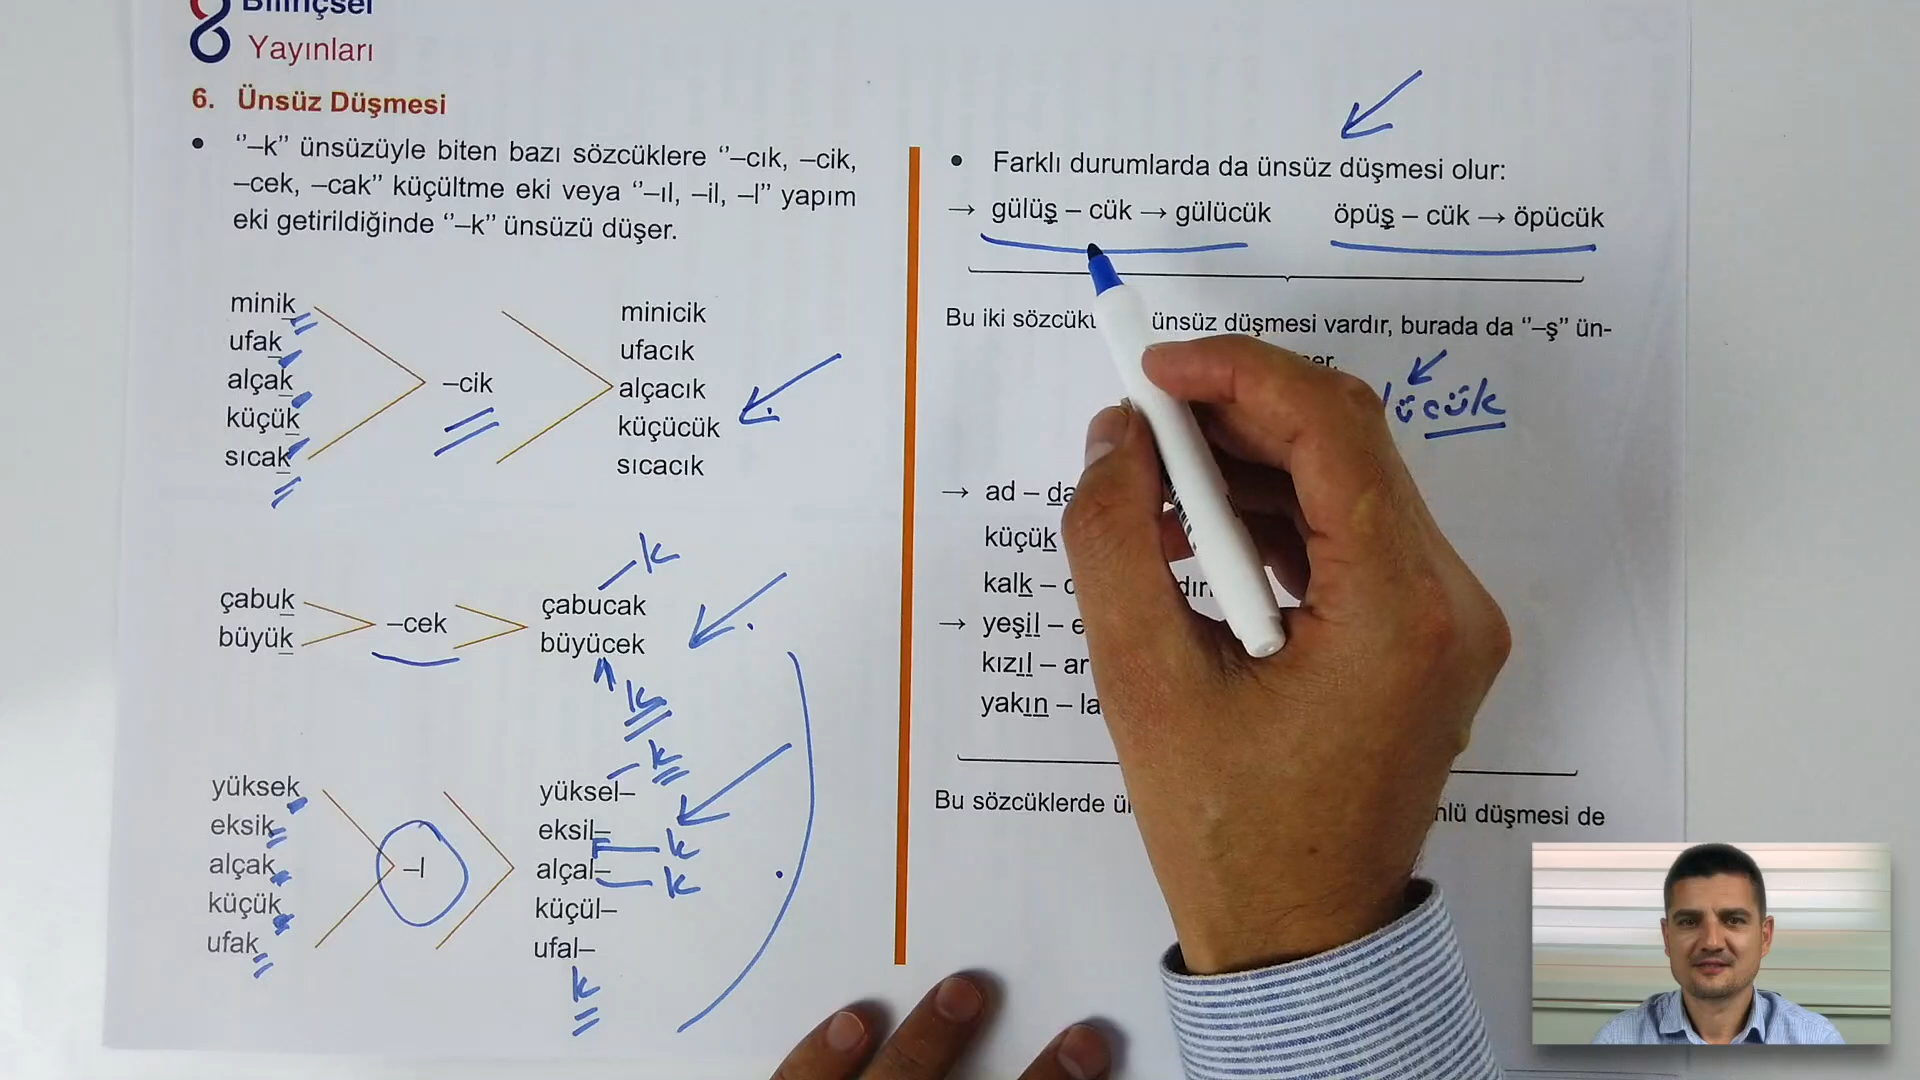 Bilinçsel
Yayınları
6. Ünsüz Düşmesi
• “–k” ünsüzüyle biten bazı sözcüklere “–cık, –cik,
–cek, –cak” küçültme eki veya “–ıl, –il, –l” yapım
eki getirildiğinde “–k” ünsüzü düşer.
minik
ufak
alçak
küçük
sıcak
–cik
minicik
ufacık
alçacık
küçücük
sıcacık
çabuk
büyük
–cek
k
çabucak
büyücek
k
yüksek
eksik
alçak
küçük
ufak
–l
k
yüksel–
eksil–
k
alçal–
k
küçül–
ufal–
k
• Farklı durumlarda da ünsüz düşmesi olur:
→ gülüş – cük → gülücük öpüş – cük → öpücük
Bu iki ünsüz düşmesi vardır, burada da “–ş” ün-
ücük
→ ad –
küçük
kalk –
→ yeşil – e
kızıl – ar
yakın – la
Bu sözcüklerde düşmesi de